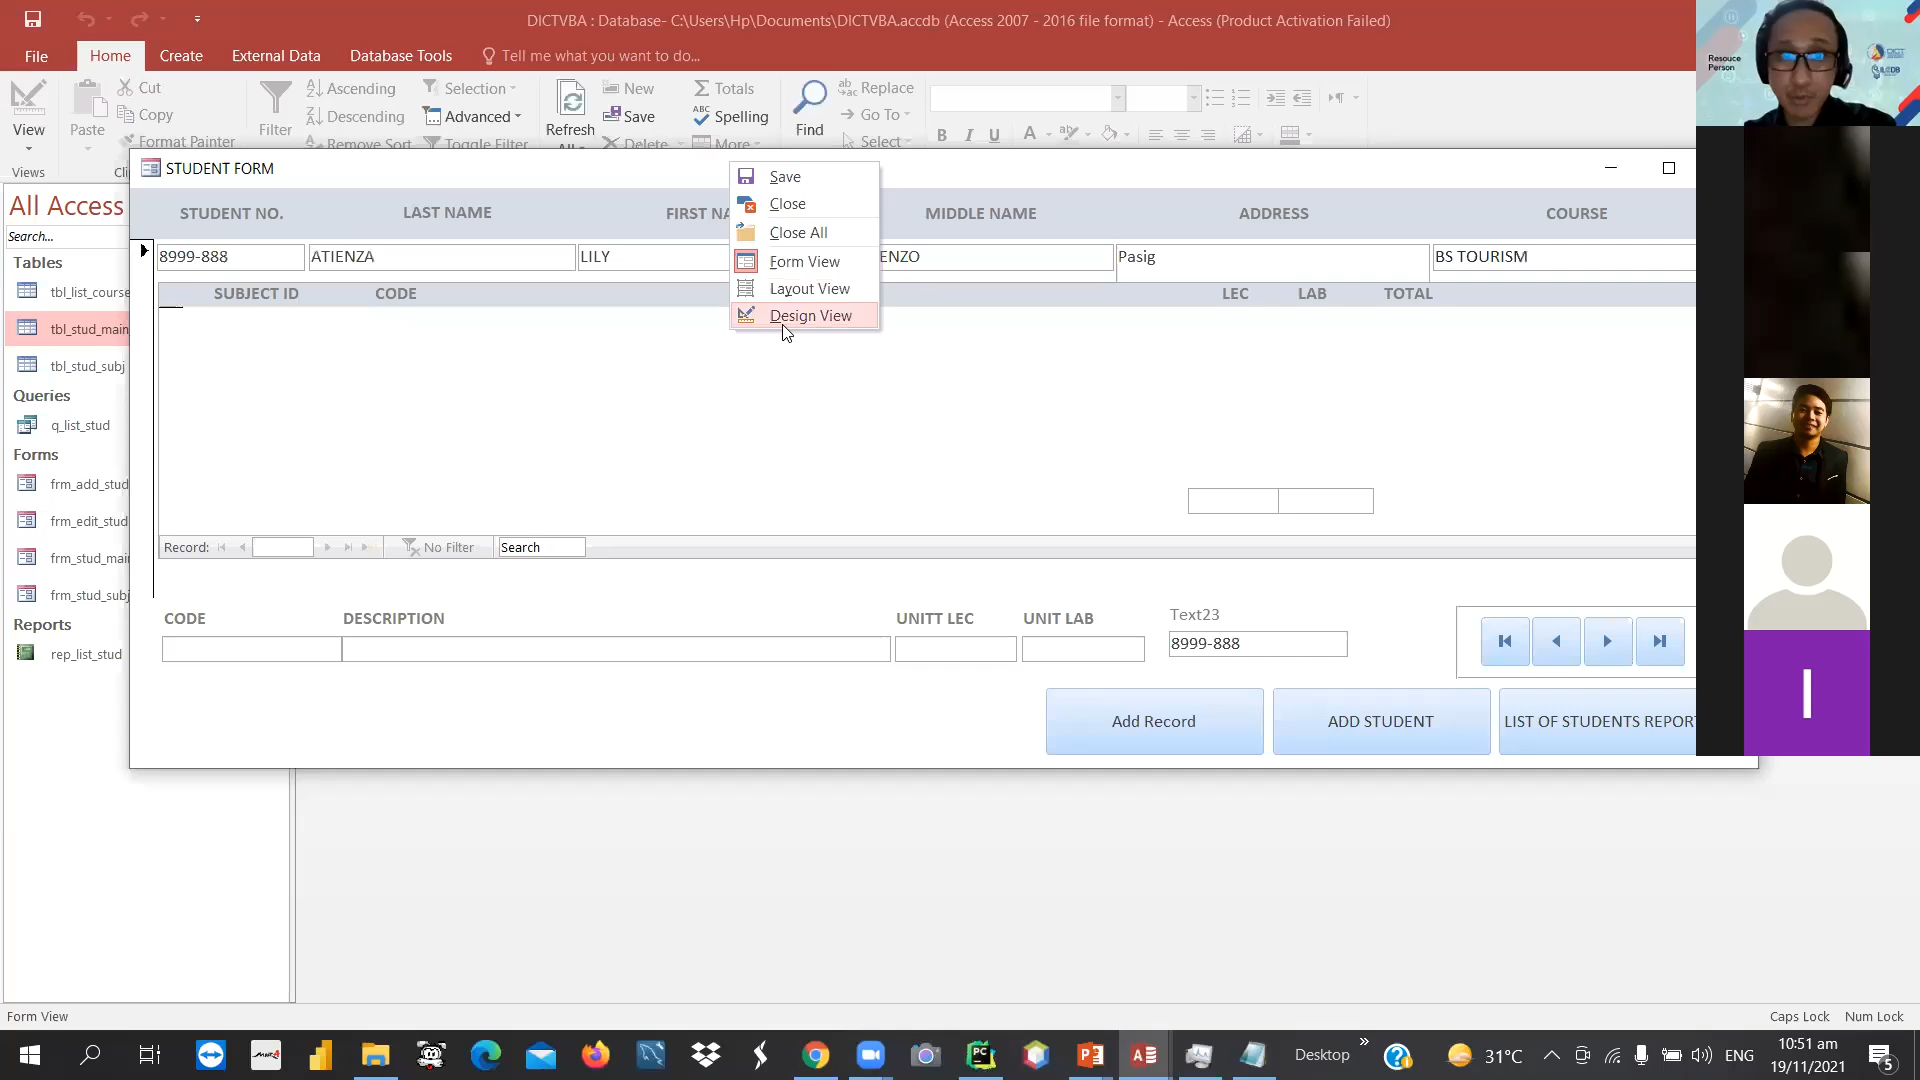 DICTVBA : Database- C:\Users\Hp\Documents\DICTVBA.accdb (Access 2007 - 2016 file format) - Access (Product Activation Failed)
File Home Create External Data Database Tools Tell me what you want to do...
View
Views
Paste
Cut
Copy
Format Painter
Filter
Ascending
Descending
Remove Sort
Selection
Advanced
Toggle Filter
Refresh
All
New
Save
Delete
Totals
Spelling
More
Find
Replace
Go To
Select
B I U A
Resouce
Person
STUDENT FORM
Save
Close
Close All
Form View
Layout View
Design View
All Access
Search...
Tables
tbl_list_course
tbl_stud_main
tbl_stud_subj
Queries
q_list_stud
Forms
frm_add_stud
frm_edit_stud
frm_stud_mai
frm_stud_subj
Reports
rep_list_stud
STUDENT NO. LAST NAME FIRST NA MIDDLE NAME ADDRESS COURSE
8999-888 ATIENZA LILY ENZO Pasig BS TOURISM
SUBJECT ID CODE LEC LAB TOTAL
Record: No Filter Search
CODE DESCRIPTION UNITT LEC UNIT LAB Text23
8999-888
Add Record ADD STUDENT LIST OF STUDENTS REPOR
I
Form View Caps Lock Num Lock
Desktop 31°C ENG 10:51 am
19/11/2021
5